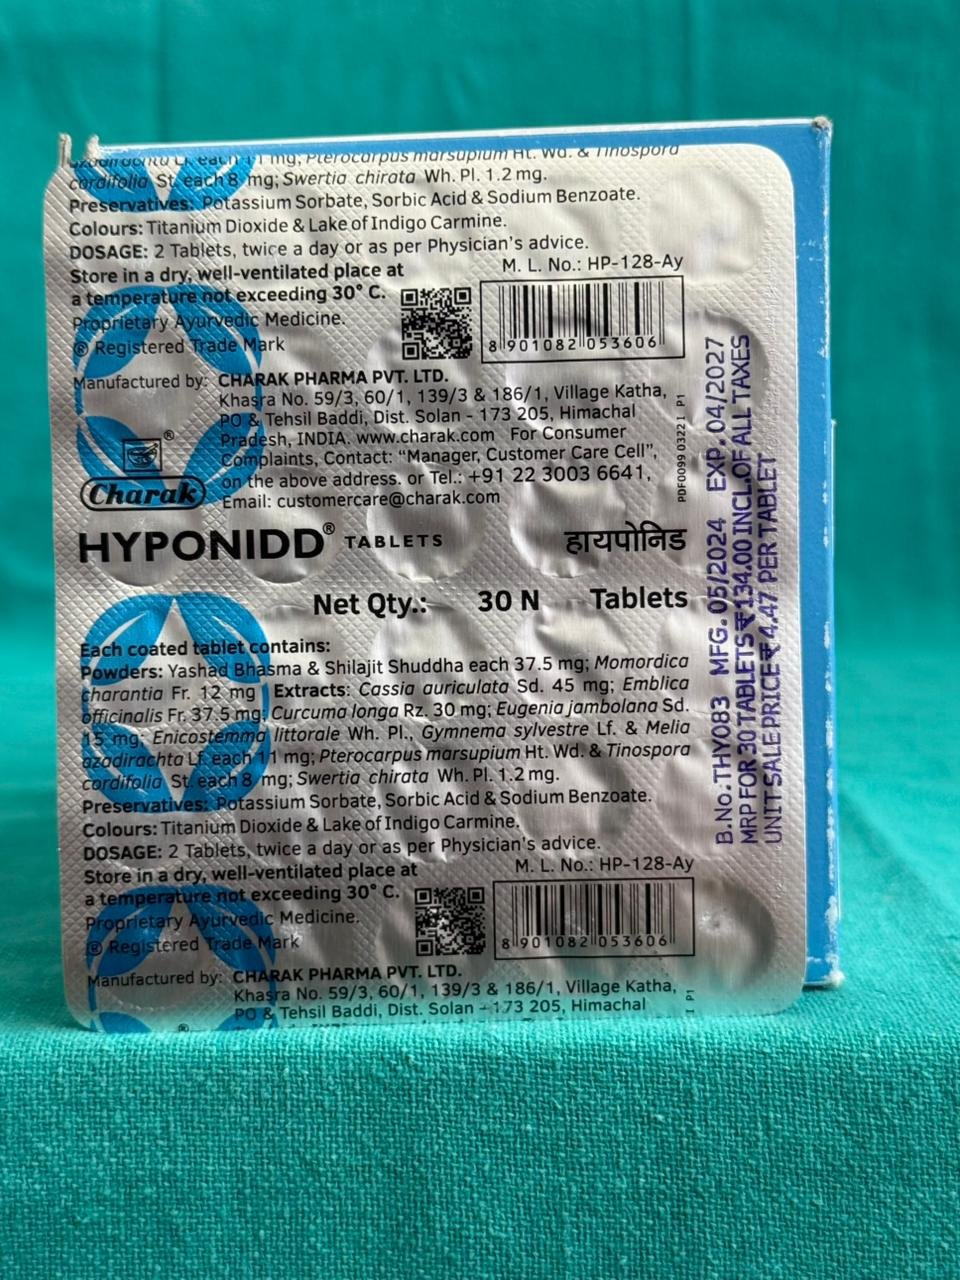 azadirachta Lf. each 11 mg; Pterocarpus marsupium Ht. Wd. & Tinospora
cordifolia St. each 8 mg; Swertia chirata Wh. Pl. 1.2 mg.
Preservatives: Potassium Sorbate, Sorbic Acid & Sodium Benzoate.
Colours: Titanium Dioxide & Lake of Indigo Carmine.
DOSAGE: 2 Tablets, twice a day or as per Physician's advice.
Store in a dry, well-ventilated place at
a temperature not exceeding 30° C.
Proprietary Ayurvedic Medicine.
® Registered Trade Mark
M. L. No.: HP-128-Ay
8 901082 053606
Manufactured by: CHARAK PHARMA PVT. LTD.
Khasra No. 59/3, 60/1, 139/3 & 186/1, Village Katha,
PO & Tehsil Baddi, Dist. Solan - 173 205, Himachal
Pradesh, INDIA. www.charak.com For Consumer
Complaints, Contact: "Manager, Customer Care Cell",
on the above address. or Tel.: +91 22 3003 6641,
Email: customercare@charak.com
®
Charak
PDF0099 03221 P1
HYPONIDD® TABLETS हायपोनिड
Net Qty.: 30 N Tablets
Each coated tablet contains:
Powders: Yashad Bhasma & Shilajit Shuddha each 37.5 mg; Momordica
charantia Fr. 12 mg Extracts: Cassia auriculata Sd. 45 mg; Emblica
officinalis Fr. 37.5 mg; Curcuma longa Rz. 30 mg; Eugenia jambolana Sd.
15 mg; Enicostemma littorale Wh. Pl., Gymnema sylvestre Lf. & Melia
azadirachta Lf. each 11 mg; Pterocarpus marsupium Ht. Wd. & Tinospora
cordifolia St. each 8 mg; Swertia chirata Wh. Pl. 1.2 mg.
Preservatives: Potassium Sorbate, Sorbic Acid & Sodium Benzoate.
Colours: Titanium Dioxide & Lake of Indigo Carmine.
DOSAGE: 2 Tablets, twice a day or as per Physician's advice.
Store in a dry, well-ventilated place at
a temperature not exceeding 30° C.
Proprietary Ayurvedic Medicine.
® Registered Trade Mark
M. L. No.: HP-128-Ay
8 901082 053606
Manufactured by: CHARAK PHARMA PVT. LTD.
Khasra No. 59/3, 60/1, 139/3 & 186/1, Village Katha,
PO & Tehsil Baddi, Dist. Solan - 173 205, Himachal
®
1 P1
B.No.THY083 MFG. 05/2024 EXP. 04/2027
MRP FOR 30 TABLETS ₹134.00 INCL.OF ALL TAXES
UNIT SALE PRICE ₹ 4.47 PER TABLET